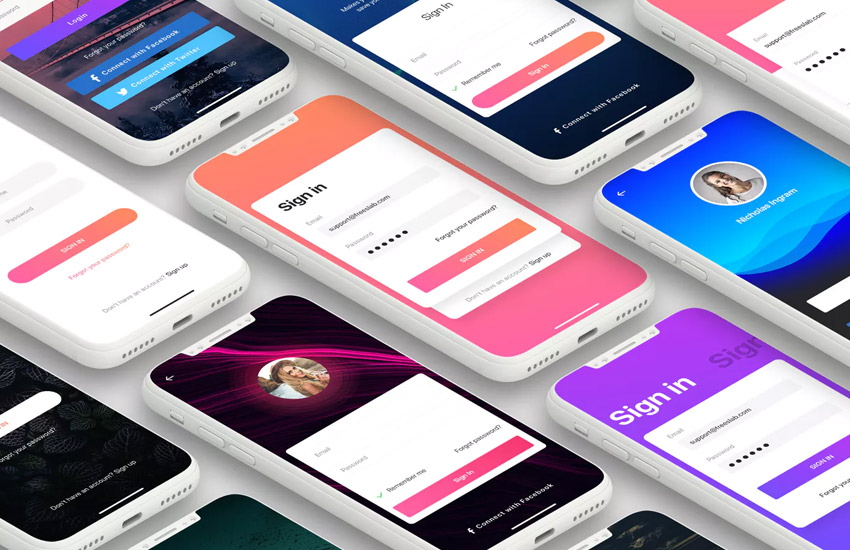 Password
Login
Forgot your password?
Connect with Facebook
Connect with Twitter
Don't have an account? Sign up
Makes
Sign In
Email
Forgot password?
Password
Remember me
Sign In
Connect with Facebook
Email
support@freeslab.com
Password
Password
SIGN IN
Forgot your password?
Don't have an account? Sign up
Sign in
Email
support@freeslab.com
Password
Forgot your password?
SIGN IN
Don't have an account? Sign up
Nicholas Ingram
Forgot your password?
Don't have an account? Sign up
Email
Forgot password?
Password
Remember me
Sign In
Connect with Facebook
Sign in
Sign
Email
support@freeslab.com
Password
SIGN IN
Forgot your